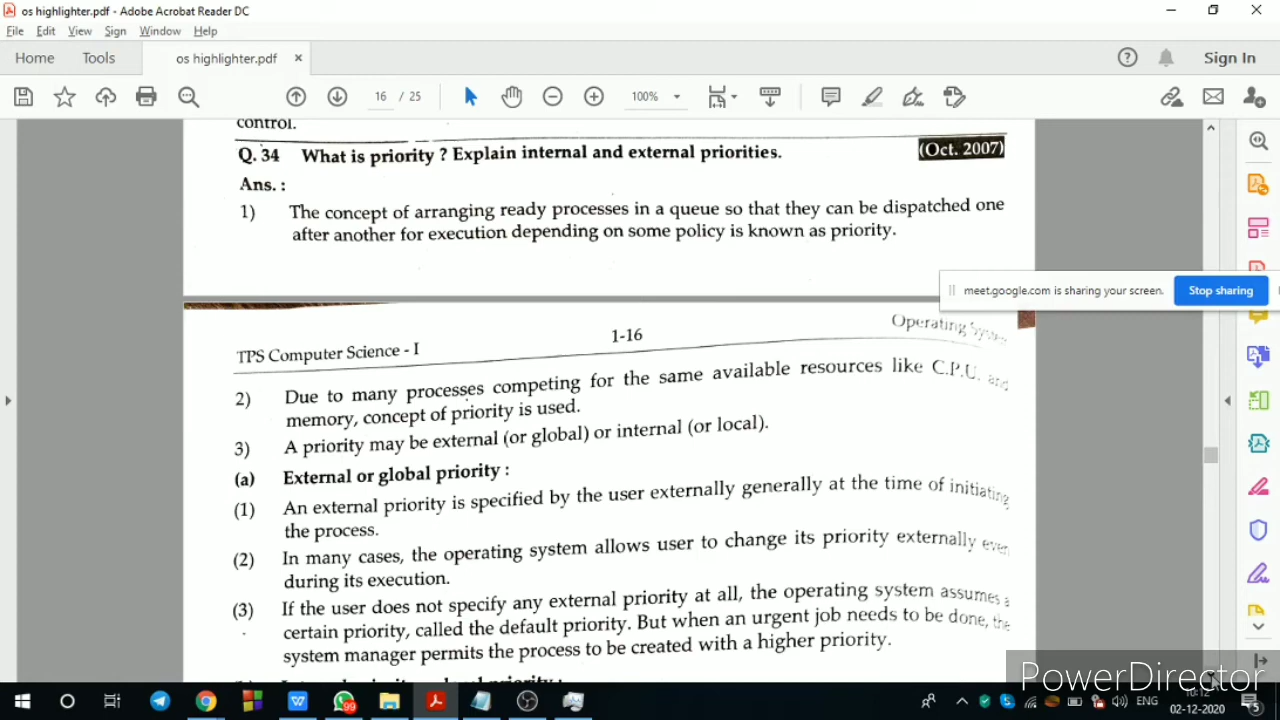 os highlighter.pdf - Adobe Acrobat Reader DC
File Edit View Sign Window Help
Home Tools os highlighter.pdf × Sign In
16 / 25 100%
control.
Q. 34 What is priority ? Explain internal and external priorities. (Oct. 2007)
Ans. :
1) The concept of arranging ready processes in a queue so that they can be dispatched one
after another for execution depending on some policy is known as priority.
meet.google.com is sharing your screen. Stop sharing
TPS Computer Science - I 1-16 Operating
2) Due to many processes competing for the same available resources like C.P.U. and
memory, concept of priority is used.
3) A priority may be external (or global) or internal (or local).
(a) External or global priority :
(1) An external priority is specified by the user externally generally at the time of initiating
the process.
(2) In many cases, the operating system allows user to change its priority externally even
during its execution.
(3) If the user does not specify any external priority at all, the operating system assumes a
certain priority, called the default priority. But when an urgent job needs to be done, the
system manager permits the process to be created with a higher priority.
PowerDirector
99 ENG 10:12
02-12-2020 5